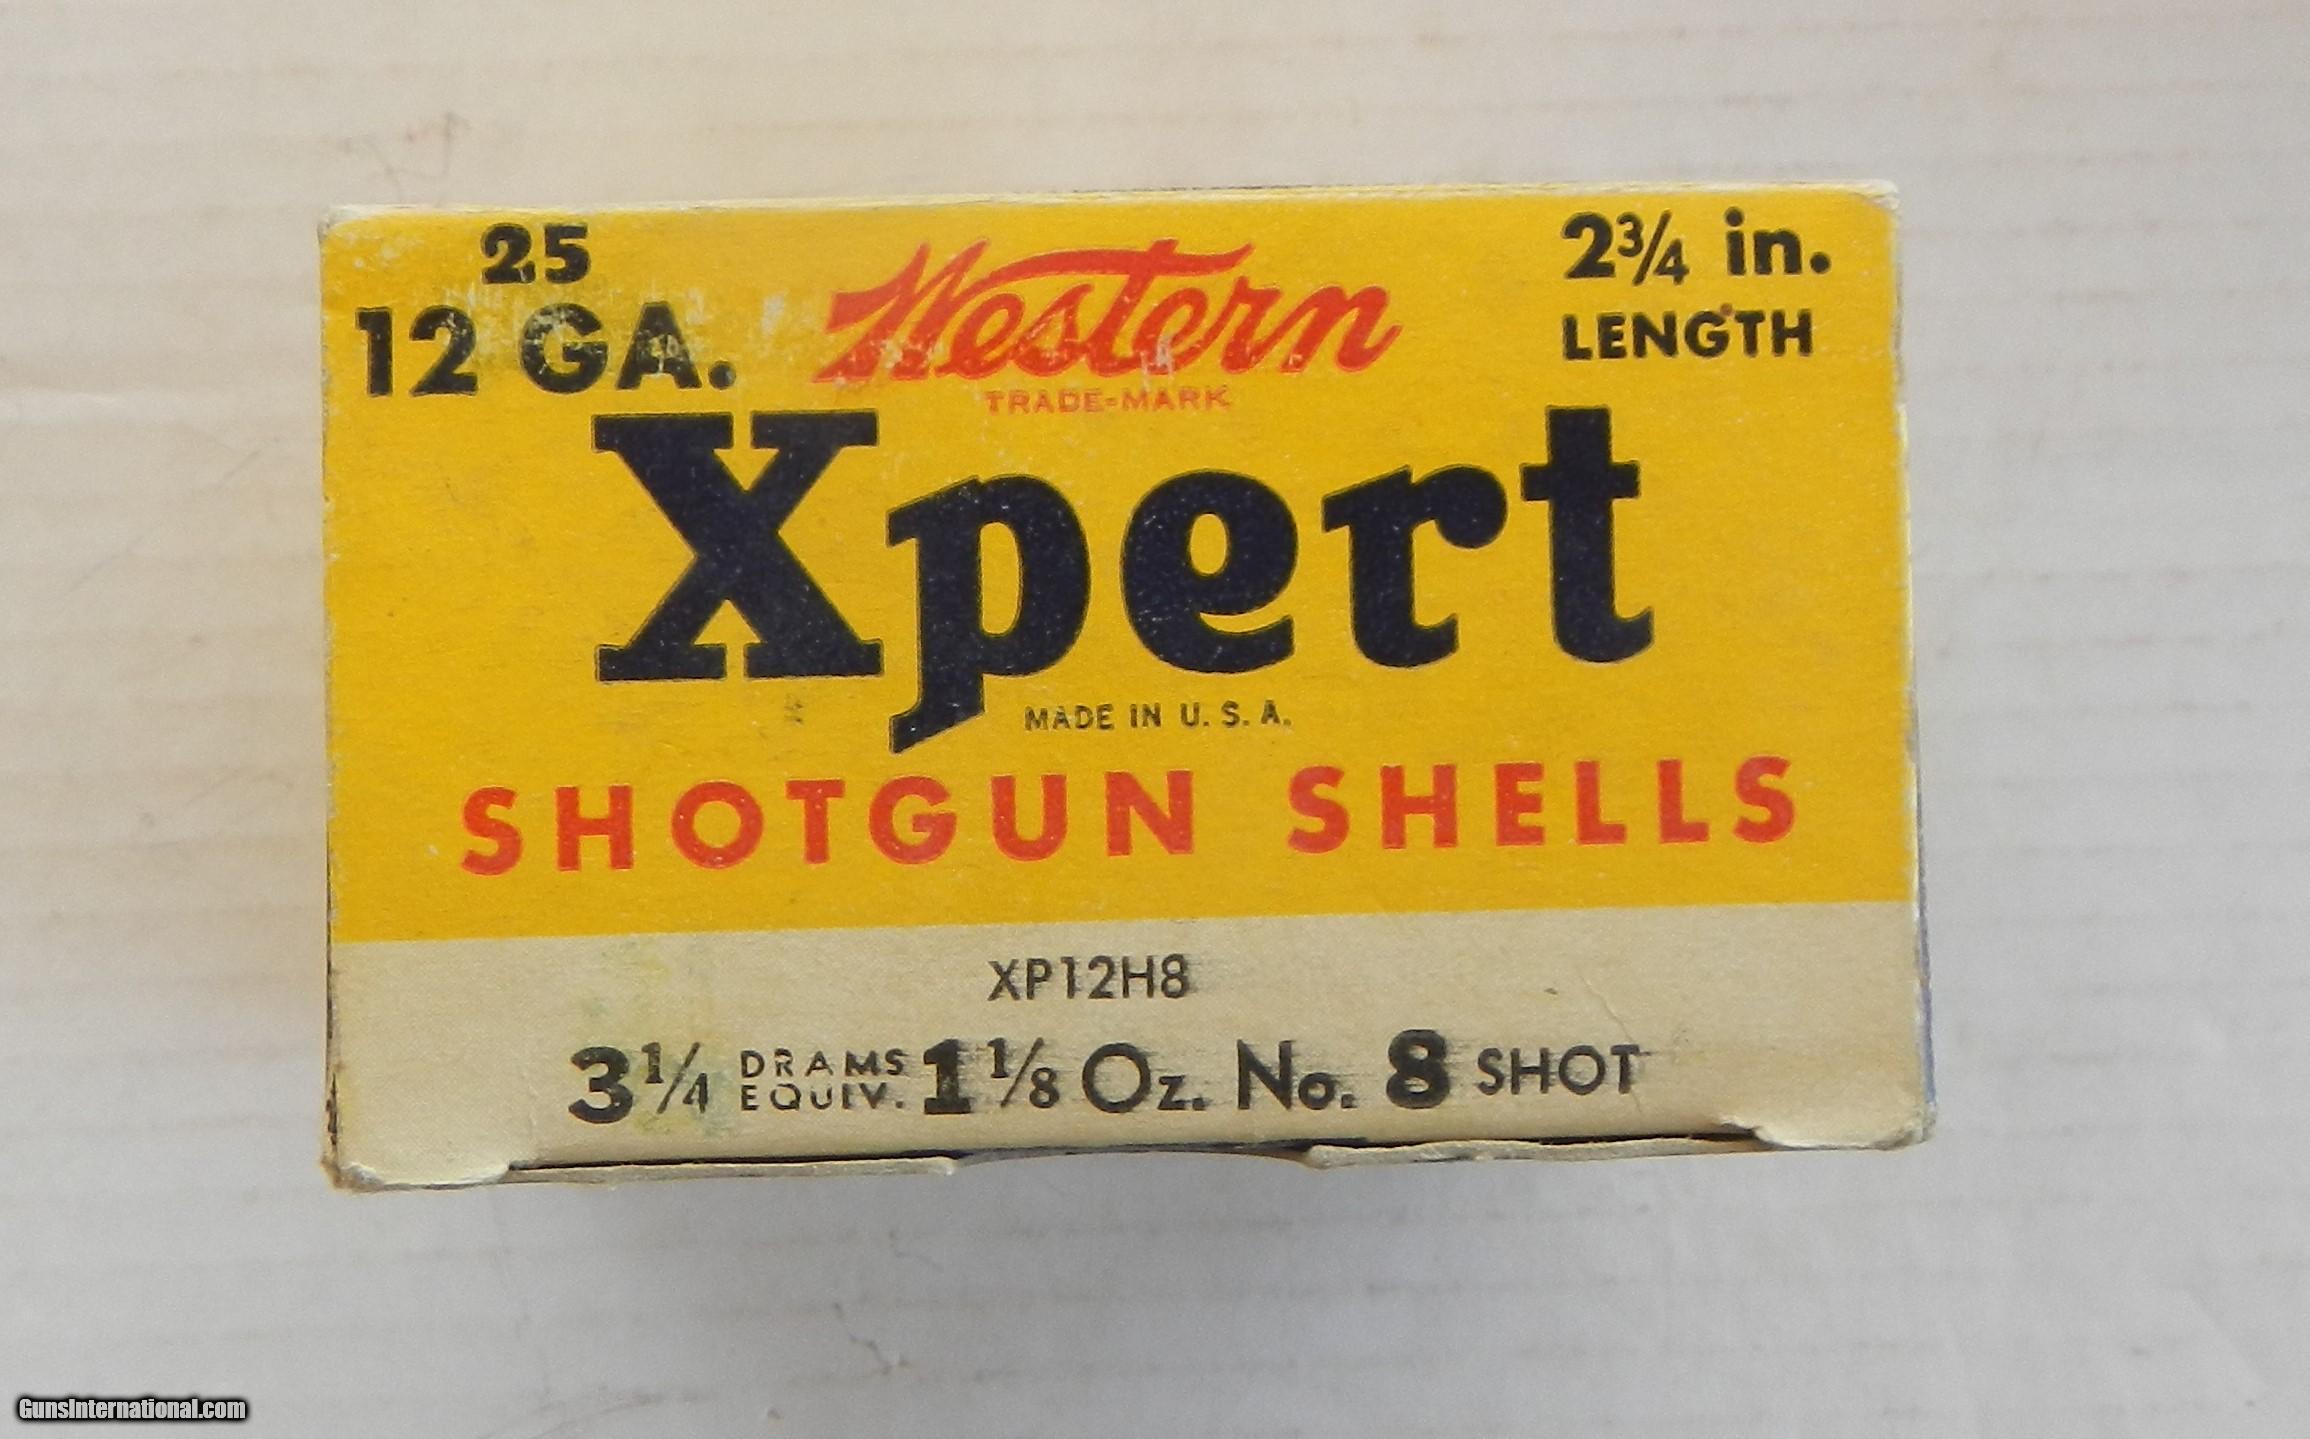 25
12 GA.
Western
TRADE-MARK
2¾ in.
LENGTH
Xpert
MADE IN U. S. A.
SHOTGUN SHELLS
XP12H8
3¼ DRAMS EQUIV. 1⅛ Oz. No. 8 SHOT
GunsInternational.com